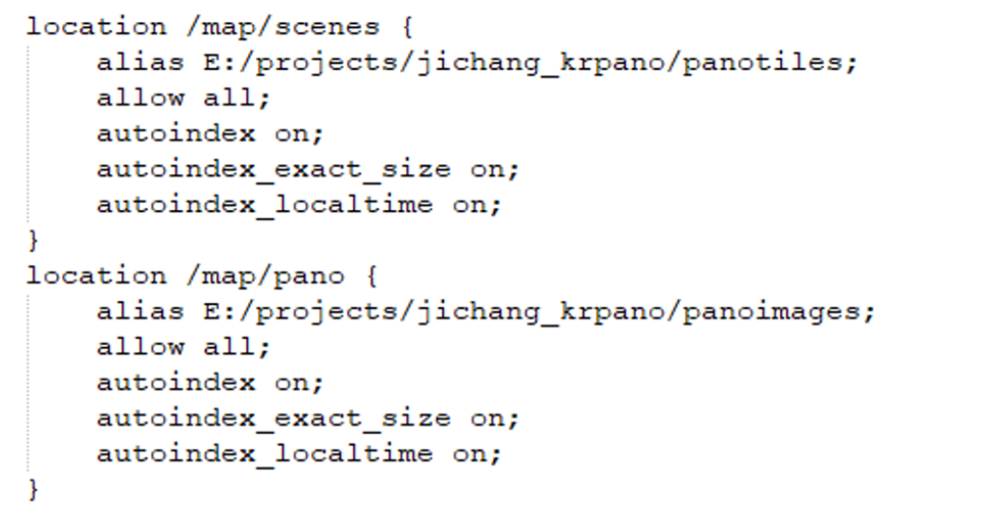 location /map/scenes {
    alias E:/projects/jichang_krpano/panotiles;
    allow all;
    autoindex on;
    autoindex_exact_size on;
    autoindex_localtime on;
}
location /map/pano {
    alias E:/projects/jichang_krpano/panoimages;
    allow all;
    autoindex on;
    autoindex_exact_size on;
    autoindex_localtime on;
}